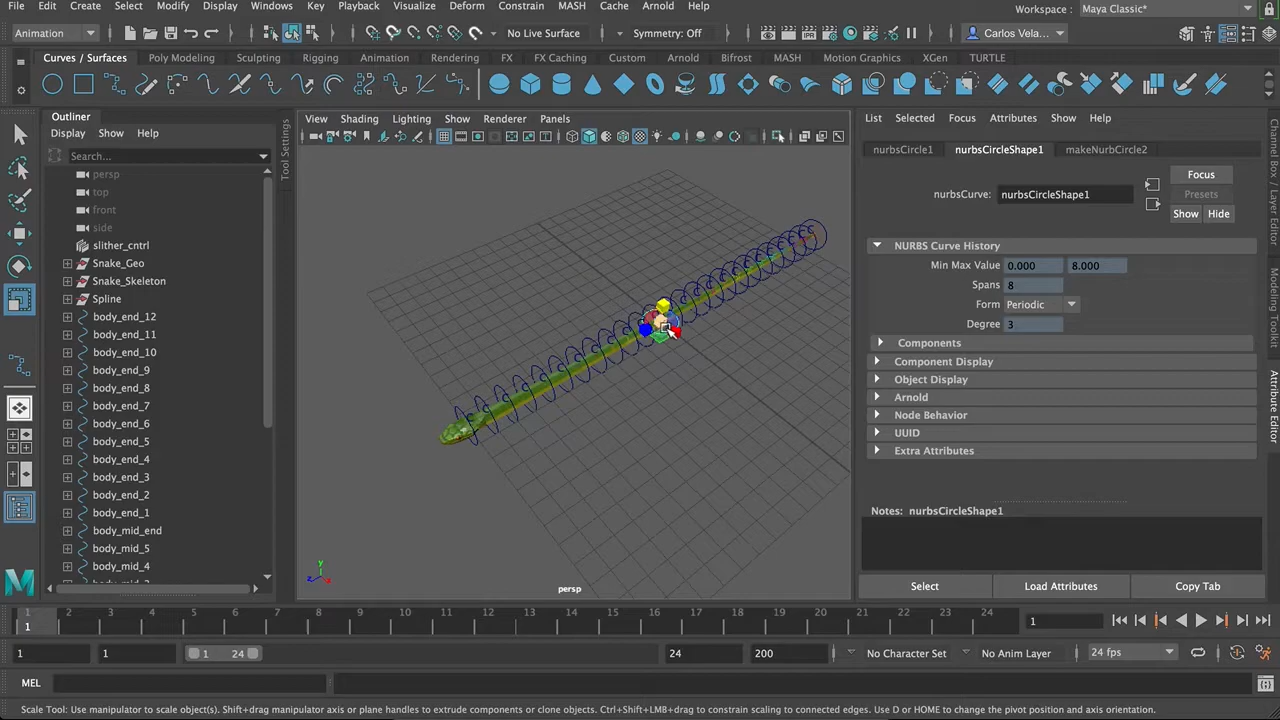 File Edit Create Select Modify Display Windows Key Playback Visualize Deform Constrain MASH Cache Arnold Help
Workspace : Maya Classic*
Animation
No Live Surface
Symmetry: Off
Carlos Vela...
Curves / Surfaces Poly Modeling Sculpting Rigging Animation Rendering FX FX Caching Custom Arnold Bifrost MASH Motion Graphics XGen TURTLE
Outliner
Display Show Help
Search...
persp
top
front
side
slither_cntrl
Snake_Geo
Snake_Skeleton
Spline
body_end_12
body_end_11
body_end_10
body_end_9
body_end_8
body_end_7
body_end_6
body_end_5
body_end_4
body_end_3
body_end_2
body_end_1
body_mid_end
body_mid_5
body_mid_4
Tool Settings
View Shading Lighting Show Renderer Panels
y
z
x
persp
List Selected Focus Attributes Show Help
nurbsCircle1 nurbsCircleShape1 makeNurbCircle2
Focus
Presets
nurbsCurve: nurbsCircleShape1
Show Hide
NURBS Curve History
Min Max Value 0.000 8.000
Spans 8
Form Periodic
Degree 3
Components
Component Display
Object Display
Arnold
Node Behavior
UUID
Extra Attributes
Notes: nurbsCircleShape1
Select Load Attributes Copy Tab
Channel Box / Layer Editor
Modeling Toolkit
Attribute Editor
1 2 3 4 5 6 7 8 9 10 11 12 13 14 15 16 17 18 19 20 21 22 23 24
1
1
1 1 1 24 24 200 No Character Set No Anim Layer 24 fps
MEL
Scale Tool: Use manipulator to scale object(s). Shift+drag manipulator axis or plane handles to extrude components or clone objects. Ctrl+Shift+LMB+drag to constrain scaling to connected edges. Use D or HOME to change the pivot position and axis orientation.